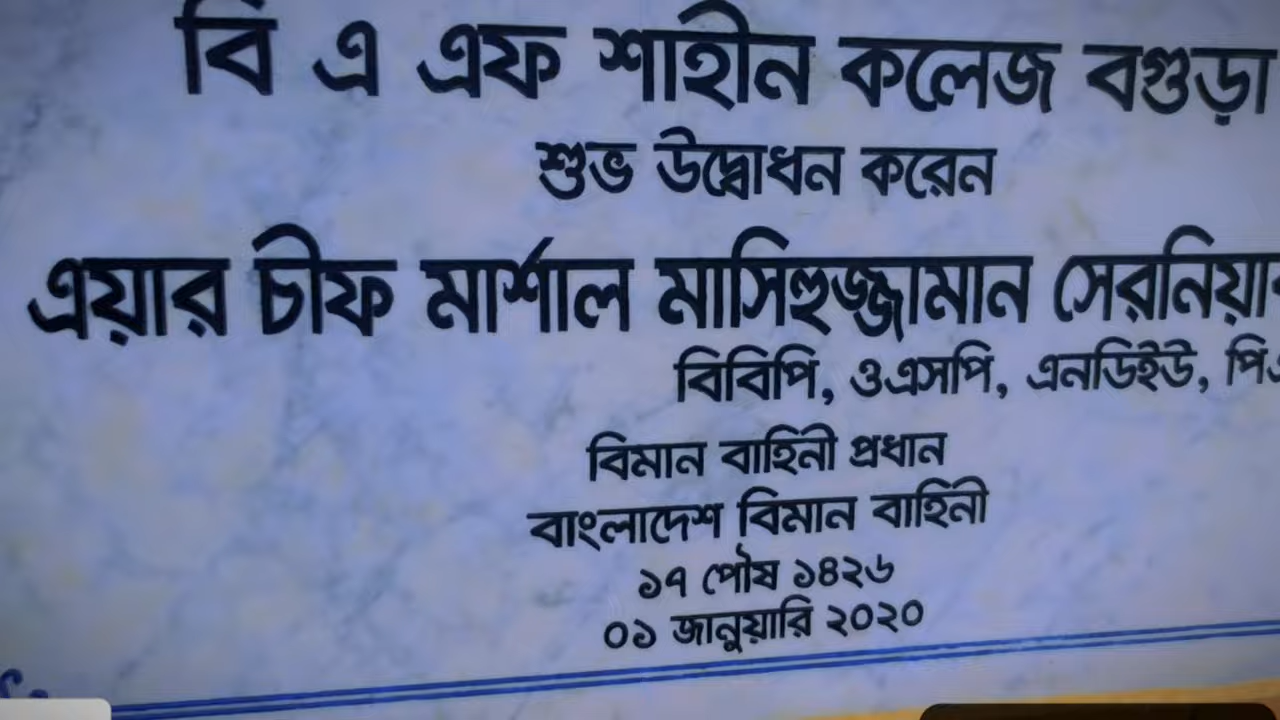 বি এ এফ শাহীন কলেজ বগুড়া
শুভ উদ্বোধন করেন
এয়ার চীফ মার্শাল মাসিহুজ্জামান
বিবিপি, ওএসপি, এনডিইউ,
বিমান বাহিনী প্রধান
বাংলাদেশ বিমান বাহিনী
১৭ পৌষ ১৪২৬
০১ জানুয়ারি ২০২০